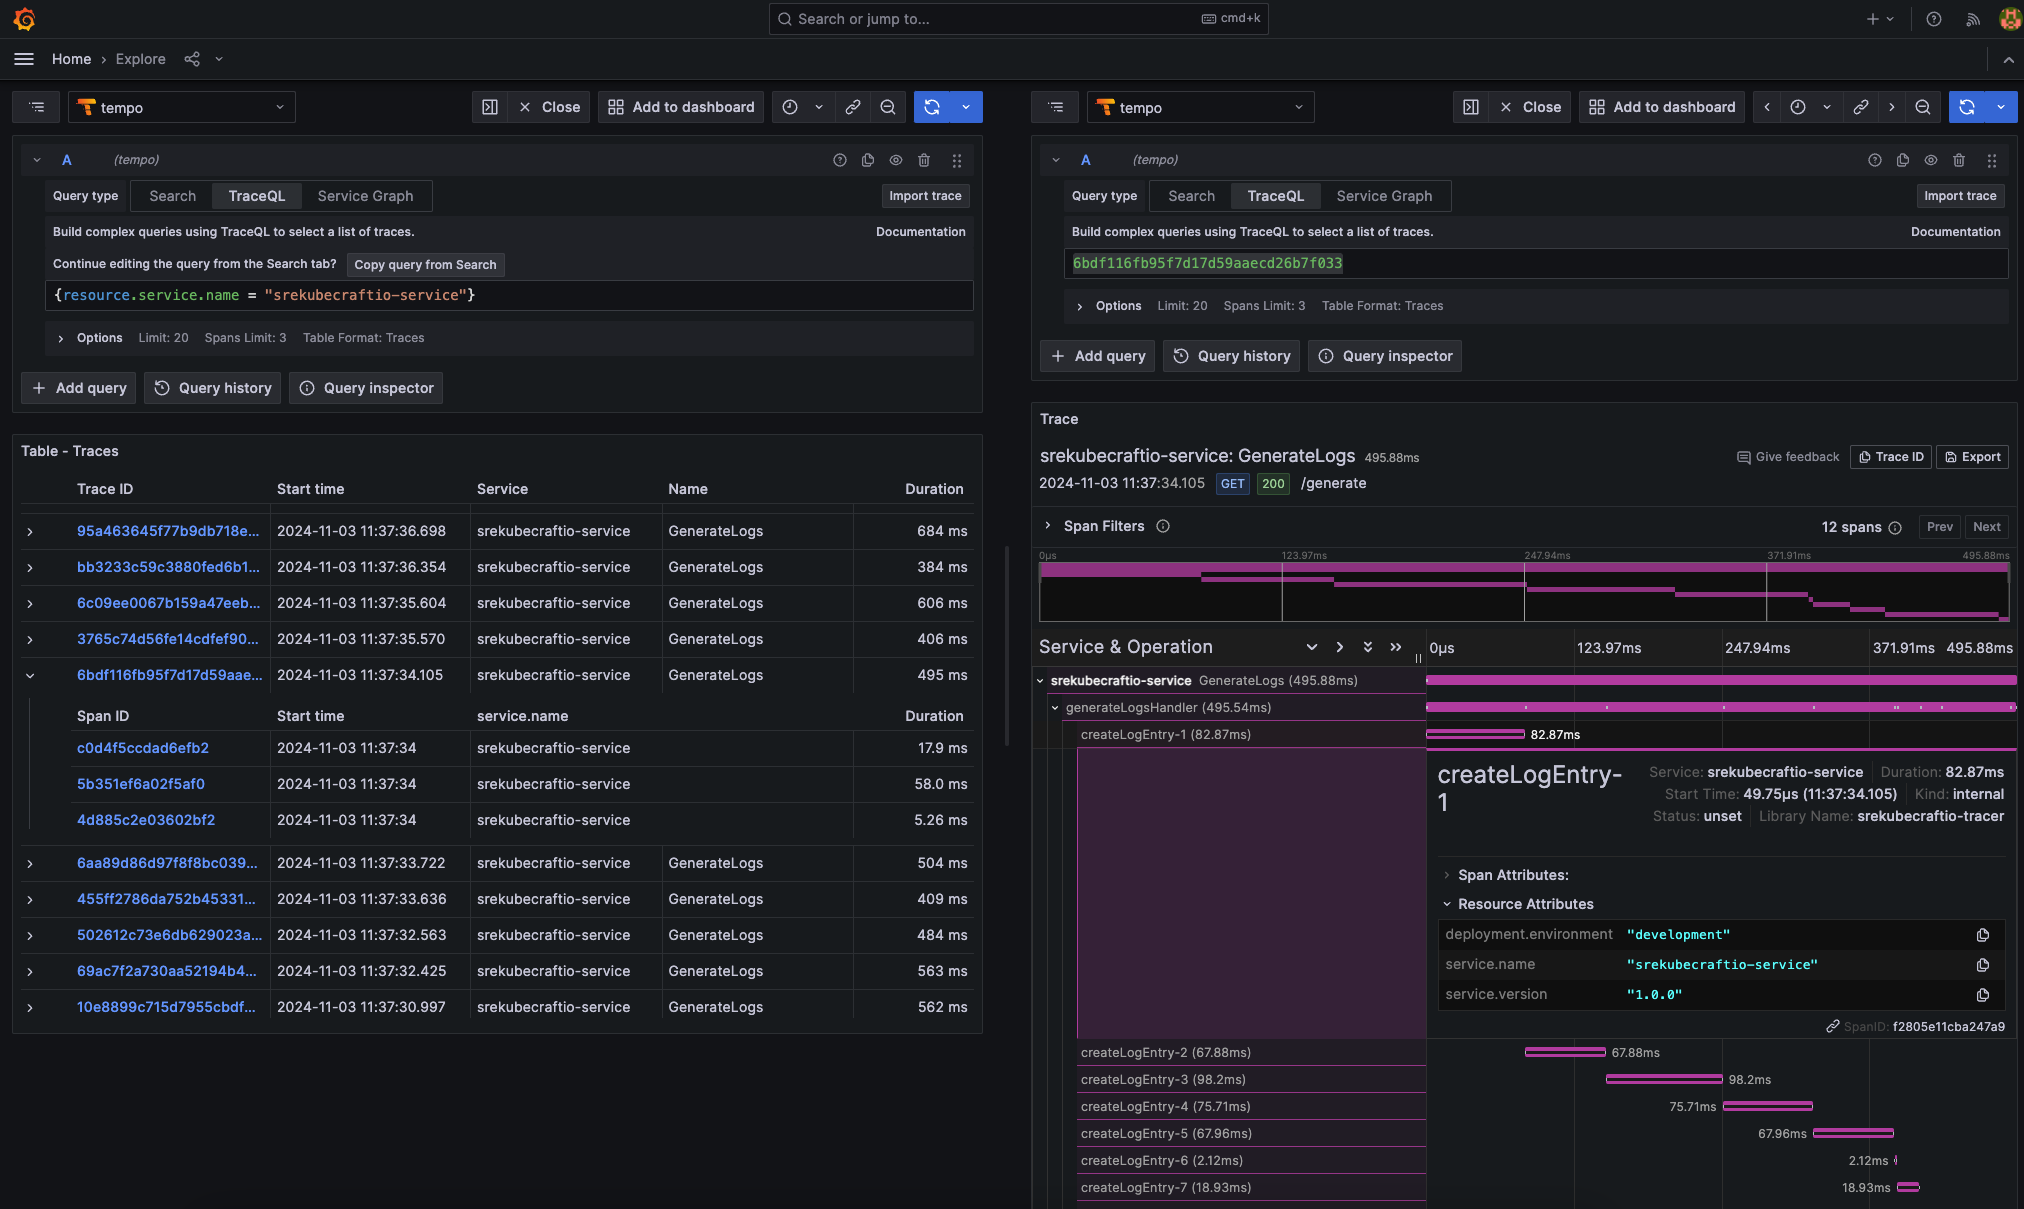 Search or jump to...
cmd+k
Home
Explore
tempo
Close
Add to dashboard
A
(tempo)
Query type
Search
TraceQL
Service Graph
Import trace
Build complex queries using TraceQL to select a list of traces.
Documentation
Continue editing the query from the Search tab?
Copy query from Search
{resource.service.name = "srekubecraftio-service"}
Options Limit: 20 Spans Limit: 3 Table Format: Traces
Add query
Query history
Query inspector
Table - Traces
Trace ID Start time Service Name Duration
95a463645f77b9db718e... 2024-11-03 11:37:36.698 srekubecraftio-service GenerateLogs 684 ms
bb3233c59c3880fed6b1... 2024-11-03 11:37:36.354 srekubecraftio-service GenerateLogs 384 ms
6c09ee0067b159a47eeb... 2024-11-03 11:37:35.604 srekubecraftio-service GenerateLogs 606 ms
3765c74d56fe14cdfef90... 2024-11-03 11:37:35.570 srekubecraftio-service GenerateLogs 406 ms
6bdf116fb95f7d17d59aae... 2024-11-03 11:37:34.105 srekubecraftio-service GenerateLogs 495 ms
Span ID Start time service.name Duration
c0d4f5ccdad6efb2 2024-11-03 11:37:34 srekubecraftio-service 17.9 ms
5b351ef6a02f5af0 2024-11-03 11:37:34 srekubecraftio-service 58.0 ms
4d885c2e03602bf2 2024-11-03 11:37:34 srekubecraftio-service 5.26 ms
6aa89d86d97f8f8bc039... 2024-11-03 11:37:33.722 srekubecraftio-service GenerateLogs 504 ms
455ff2786da752b45331... 2024-11-03 11:37:33.636 srekubecraftio-service GenerateLogs 409 ms
502612c73e6db629023a... 2024-11-03 11:37:32.563 srekubecraftio-service GenerateLogs 484 ms
69ac7f2a730aa52194b4... 2024-11-03 11:37:32.425 srekubecraftio-service GenerateLogs 563 ms
10e8899c715d7955cbdf... 2024-11-03 11:37:30.997 srekubecraftio-service GenerateLogs 562 ms
tempo
Close
Add to dashboard
A
(tempo)
Query type
Search
TraceQL
Service Graph
Import trace
Build complex queries using TraceQL to select a list of traces.
Documentation
6bdf116fb95f7d17d59aaecd26b7f033
Options Limit: 20 Spans Limit: 3 Table Format: Traces
Add query
Query history
Query inspector
Trace
srekubecraftio-service: GenerateLogs 495.88ms
Give feedback
Trace ID
Export
2024-11-03 11:37:34.105 GET 200 /generate
Span Filters
12 spans
Prev
Next
0μs 123.97ms 247.94ms 371.91ms 495.88ms
Service & Operation
0μs 123.97ms 247.94ms 371.91ms 495.88ms
srekubecraftio-service GenerateLogs (495.88ms)
generateLogsHandler (495.54ms)
createLogEntry-1 (82.87ms) 82.87ms
createLogEntry-1
Service: srekubecraftio-service Duration: 82.87ms
Start Time: 49.75μs (11:37:34.105) Kind: internal
Status: unset Library Name: srekubecraftio-tracer
Span Attributes:
Resource Attributes
deployment.environment "development"
service.name "srekubecraftio-service"
service.version "1.0.0"
SpanID: f2805e11cba247a9
createLogEntry-2 (67.88ms) 67.88ms
createLogEntry-3 (98.2ms) 98.2ms
createLogEntry-4 (75.71ms) 75.71ms
createLogEntry-5 (67.96ms) 67.96ms
createLogEntry-6 (2.12ms) 2.12ms
createLogEntry-7 (18.93ms) 18.93ms